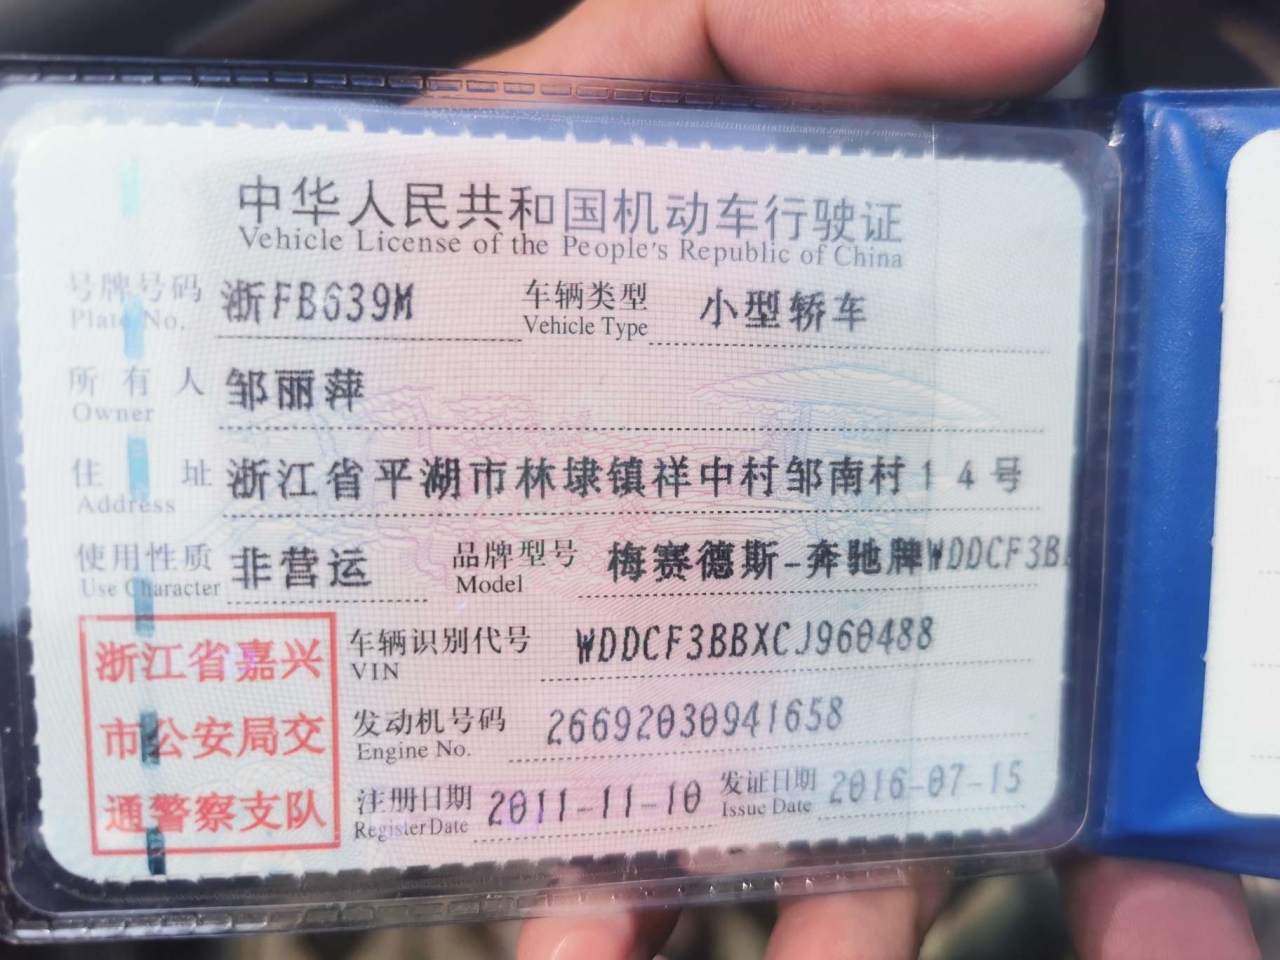 中华人民共和国机动车行驶证
Vehicle License of the People's Republic of China
号牌号码 浙FB639M 车辆类型 小型轿车
Plate No. Vehicle Type
所有人 邹丽萍
Owner
住址 浙江省平湖市林埭镇祥中村邹南村14号
Address
使用性质 非营运 品牌型号 梅赛德斯-奔驰牌WDDCF3B
Use Character Model
浙江省嘉兴
市公安局交
通警察支队
车辆识别代号 WDDCF3BBXCJ960488
VIN
发动机号码 26692030941658
Engine No.
注册日期 2011-11-10 发证日期 2016-07-15
Register Date Issue Date